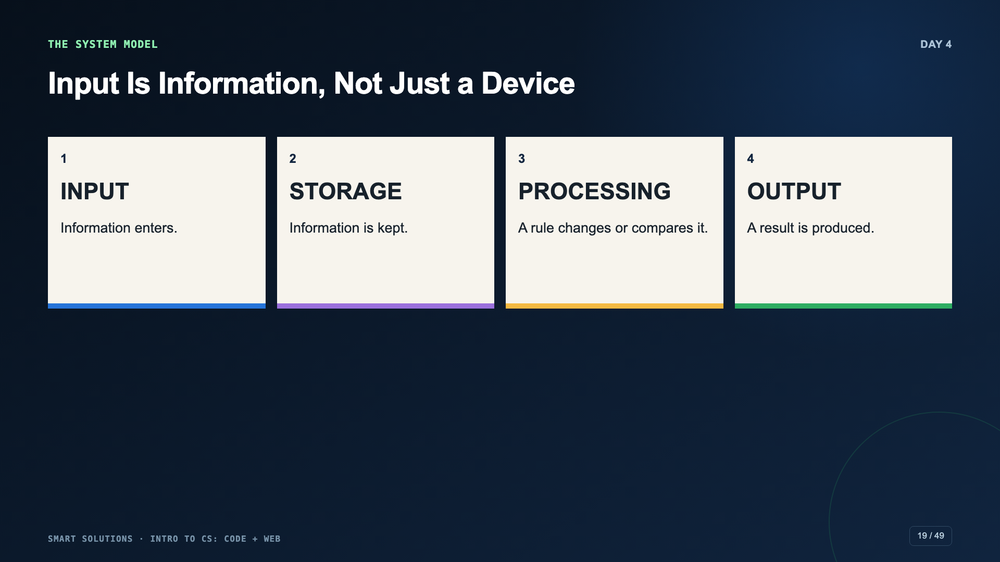 THE SYSTEM MODEL
DAY 4
Input Is Information, Not Just a Device
1
INPUT
Information enters.
2
STORAGE
Information is kept.
3
PROCESSING
A rule changes or compares it.
4
OUTPUT
A result is produced.
SMART SOLUTIONS · INTRO TO CS: CODE + WEB
19 / 49